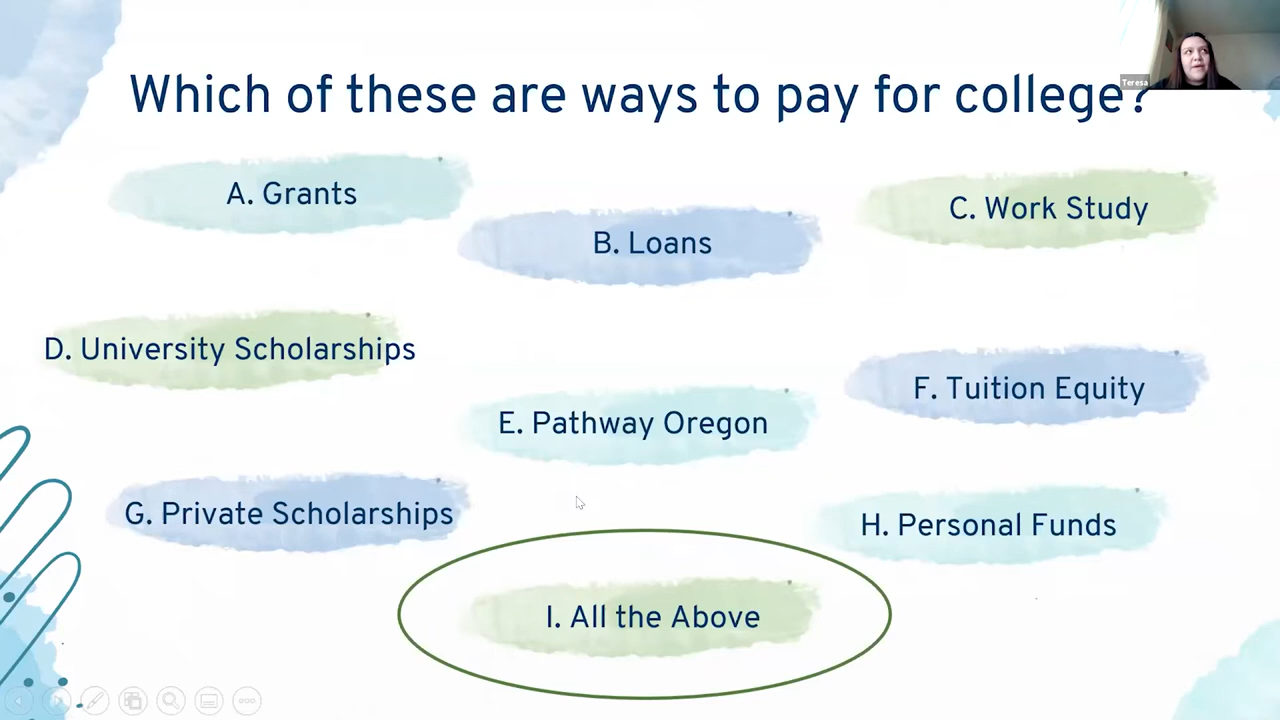 Which of these are ways to pay for college?
Teresa
A. Grants
B. Loans
C. Work Study
D. University Scholarships
E. Pathway Oregon
F. Tuition Equity
G. Private Scholarships
H. Personal Funds
I. All the Above